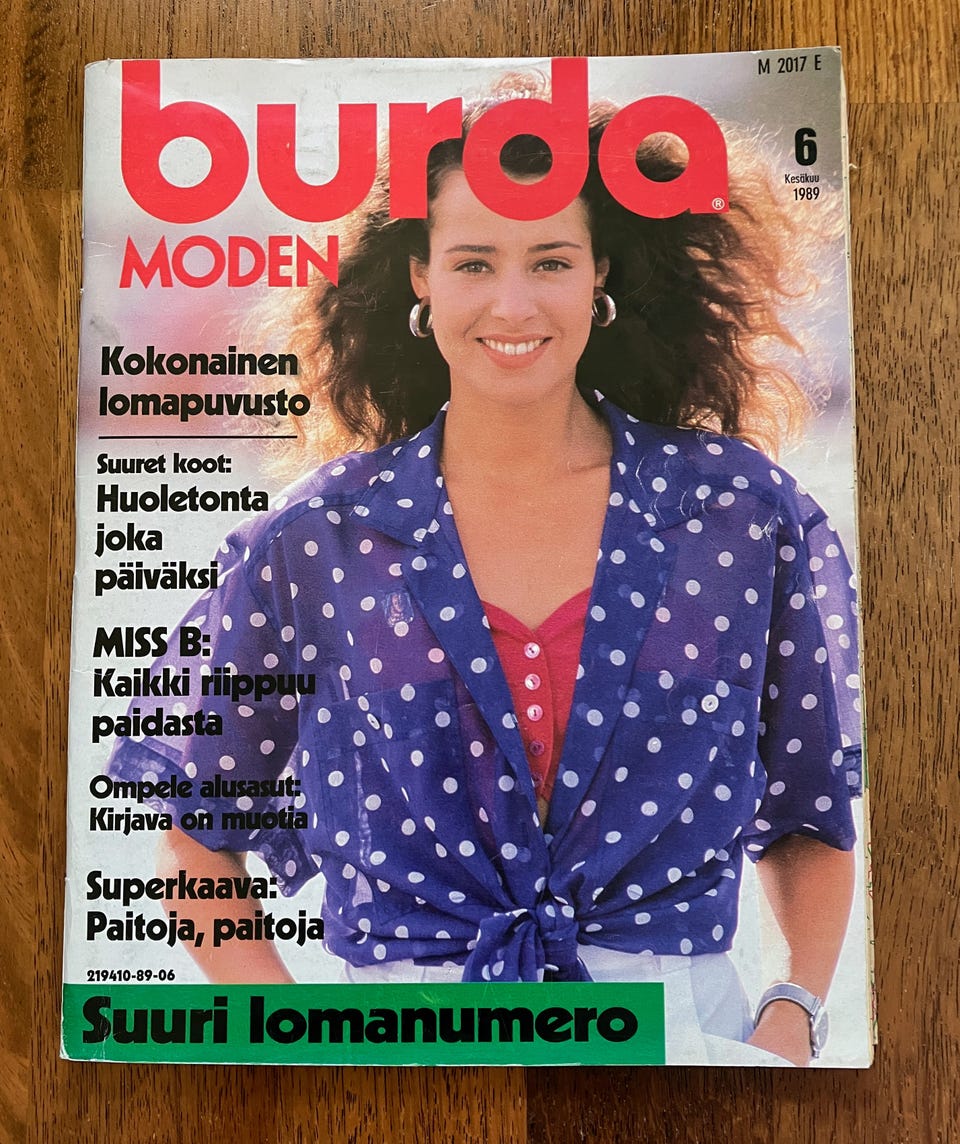 M 2017 E
burda®
MODEN
6
Kesäkuu
1989
Kokonainen
lomapuvusto
Suuret koot:
Huoletonta
joka
päiväksi
MISS B:
Kaikki riippuu
paidasta
Ompele alusasut:
Kirjava on muotia
Superkaava:
Paitoja, paitoja
219410-89-06
Suuri lomanumero